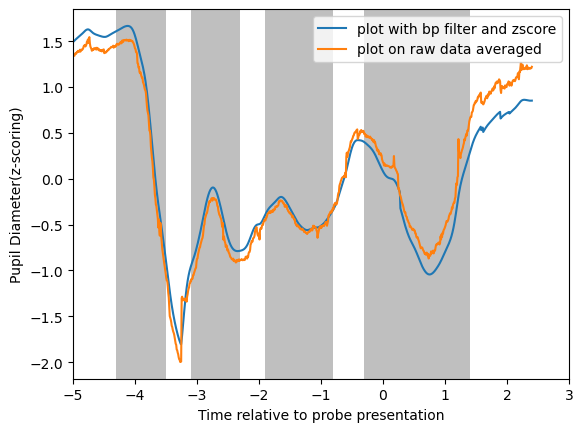 plot with bp filter and zscore
plot on raw data averaged
Pupil Diameter(z-scoring)
1.5
1.0
0.5
0.0
−0.5
−1.0
−1.5
−2.0
−5 −4 −3 −2 −1 0 1 2 3
Time relative to probe presentation